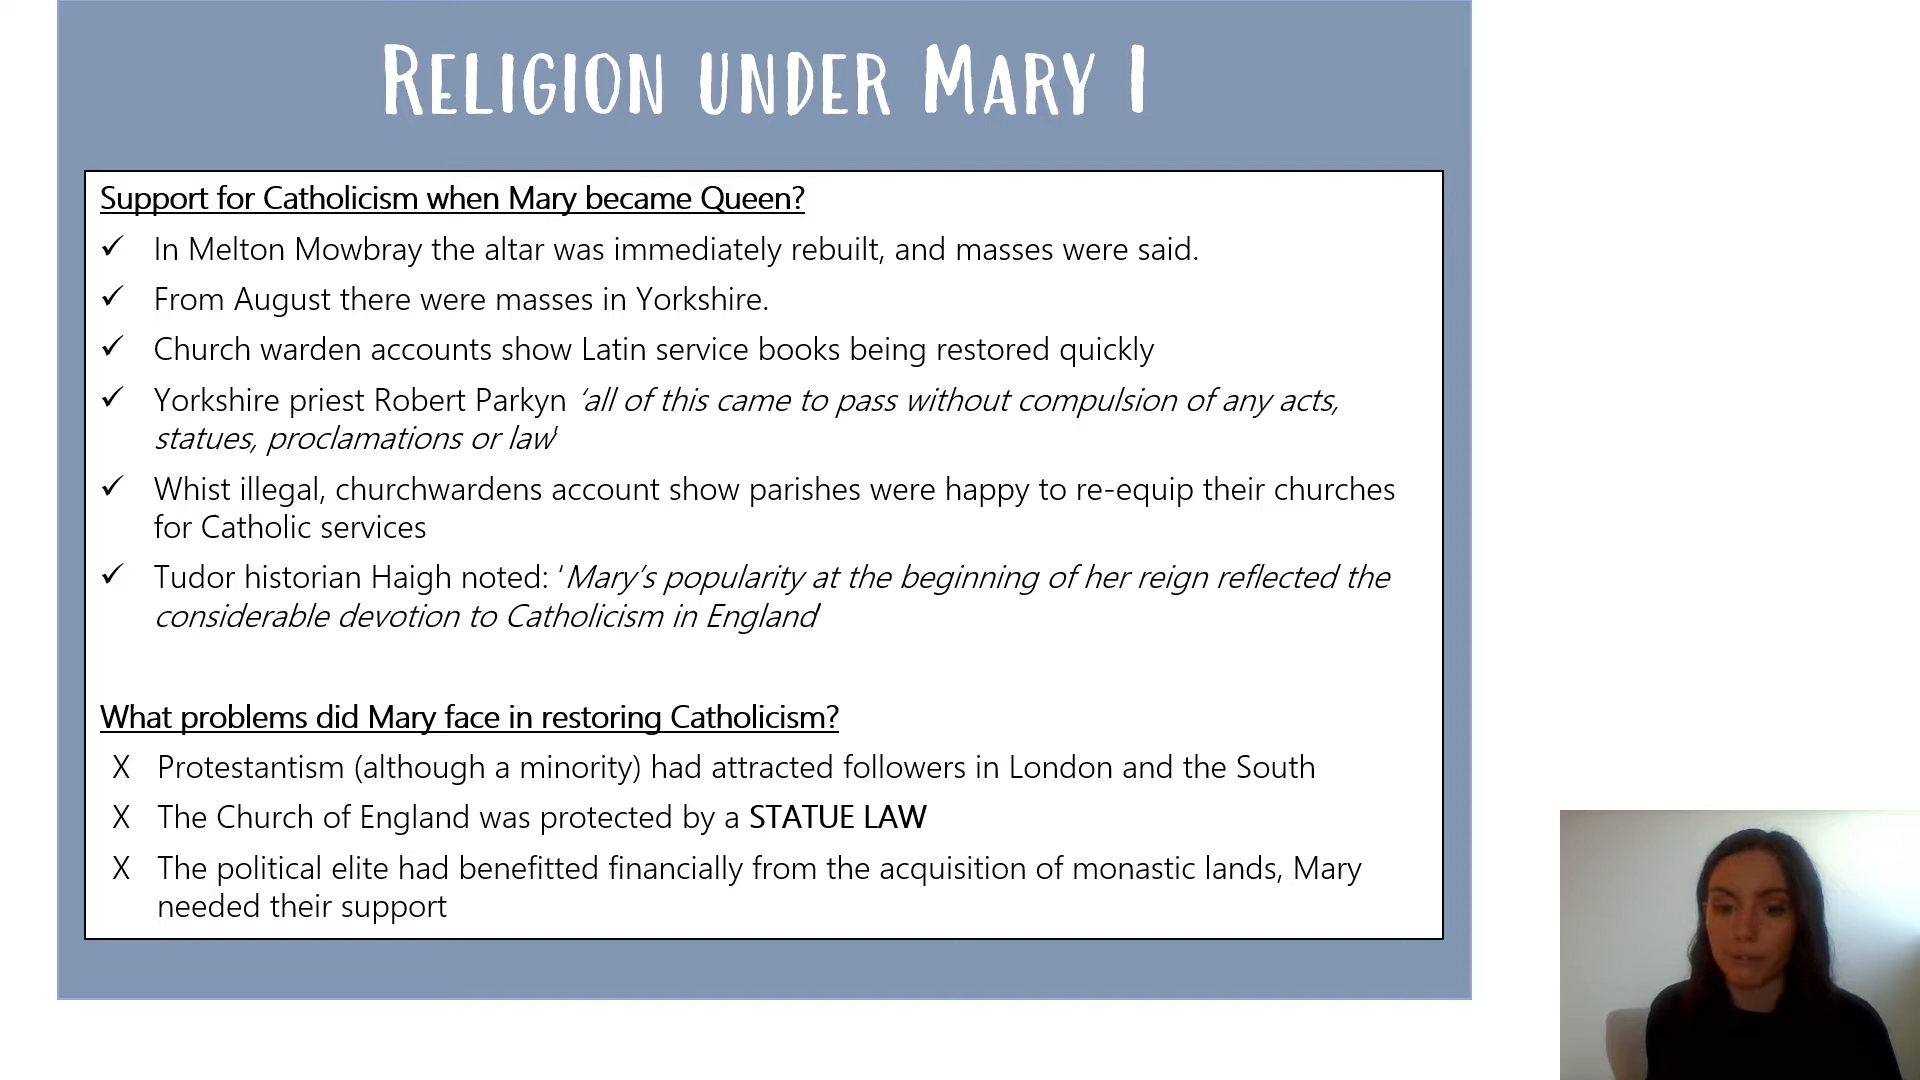 RELIGION UNDER MARY I
Support for Catholicism when Mary became Queen?
✓ In Melton Mowbray the altar was immediately rebuilt, and masses were said.
✓ From August there were masses in Yorkshire.
✓ Church warden accounts show Latin service books being restored quickly
✓ Yorkshire priest Robert Parkyn ‘all of this came to pass without compulsion of any acts,
statues, proclamations or law’
✓ Whist illegal, churchwardens account show parishes were happy to re-equip their churches
for Catholic services
✓ Tudor historian Haigh noted: ‘Mary’s popularity at the beginning of her reign reflected the
considerable devotion to Catholicism in England’
What problems did Mary face in restoring Catholicism?
X Protestantism (although a minority) had attracted followers in London and the South
X The Church of England was protected by a STATUE LAW
X The political elite had benefitted financially from the acquisition of monastic lands, Mary
needed their support